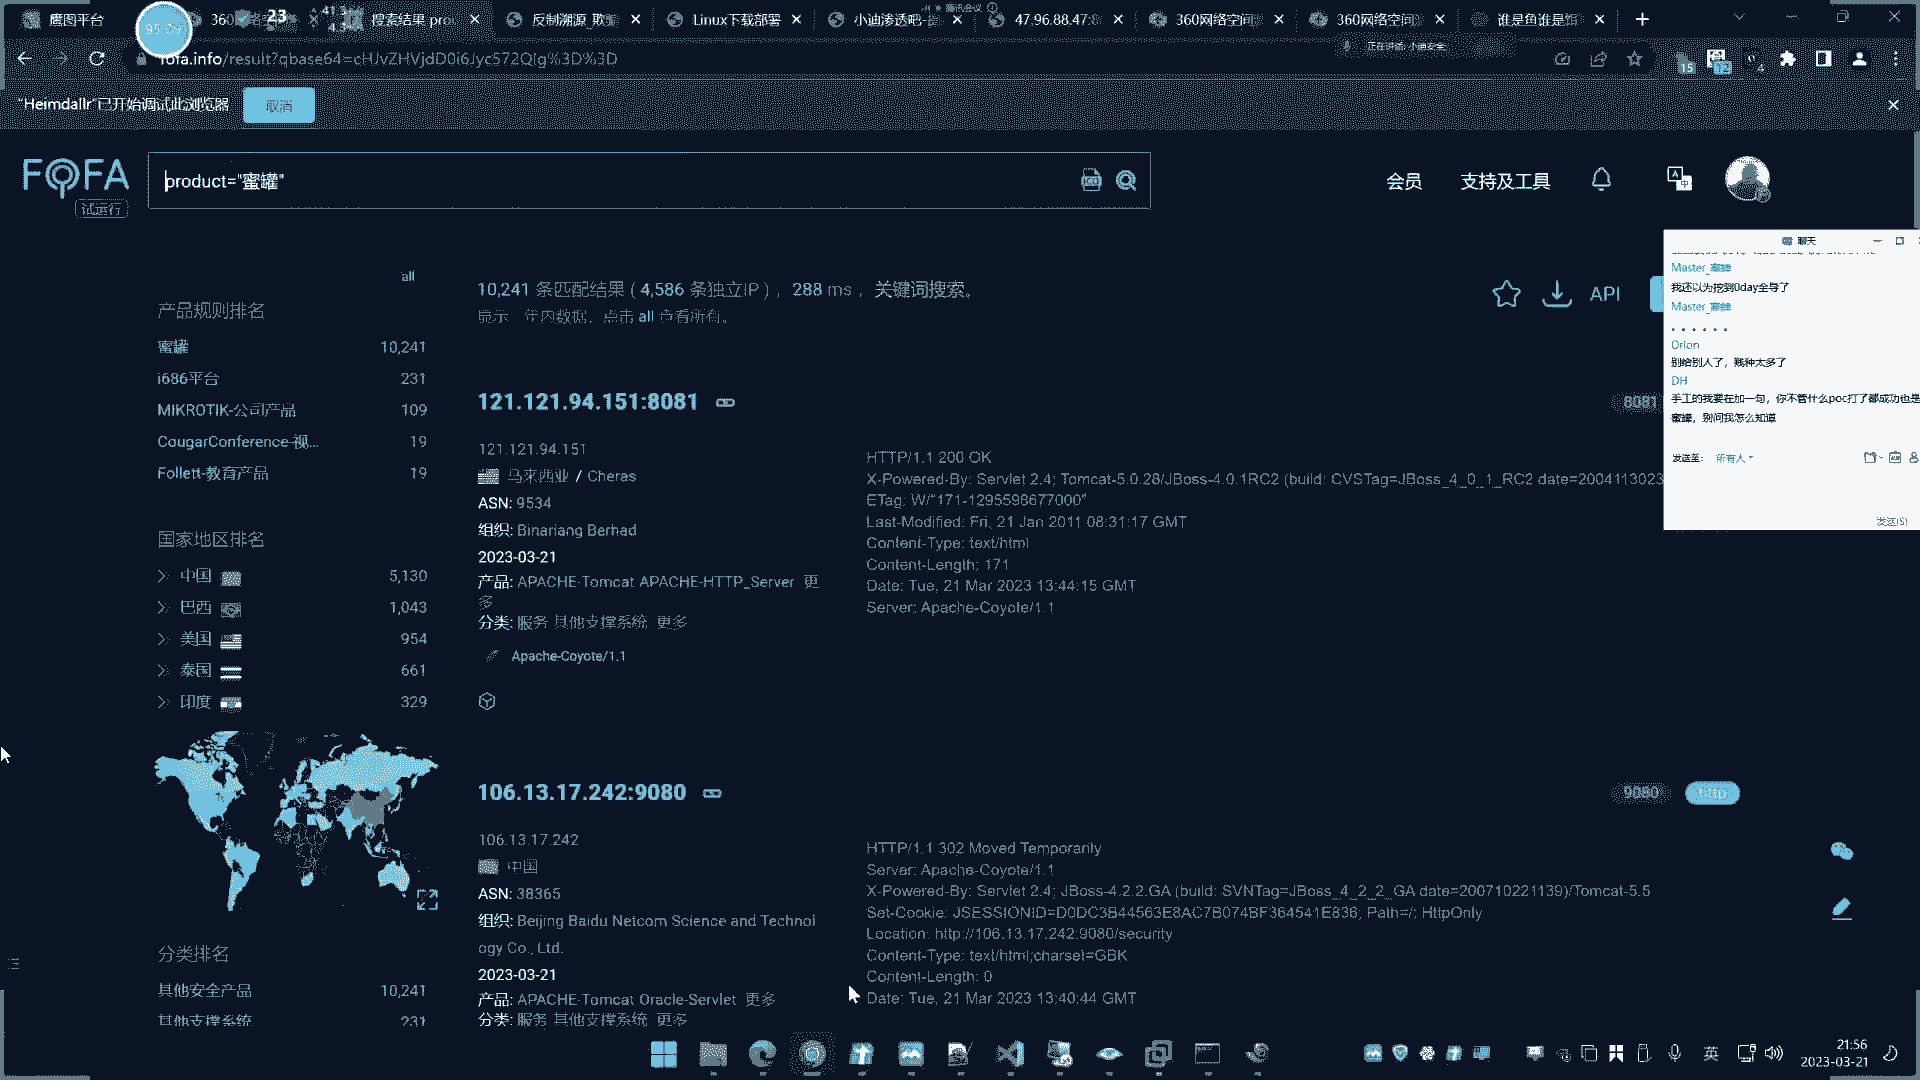 鹰图平台
搜索结果
反制溯源
Linux下载部署
小迪渗透吧-
47.96.88.47:8
360网络空间
360网络空间
谁是鱼谁是饵
95.09
23
正在讲话: 小迪安全
fofa.info/result?qbase64=cHJvZHVjdD0i6Jyc572QIg%3D%3D
15
12
4
"Heimdallr"已开始调试此浏览器
取消
FOFA
试运行
product="蜜罐"
会员
支持及工具
all
产品规则排名
蜜罐 10,241
i686平台 231
MIKROTIK-公司产品 109
CougarConference-视... 19
Follett-教育产品 19
国家地区排名
中国 5,130
巴西 1,043
美国 954
泰国 661
印度 329
分类排名
其他安全产品 10,241
其他支撑系统 231
10,241 条匹配结果 ( 4,586 条独立IP ) ，288 ms ，关键词搜索。
显示一年内数据，点击 all 查看所有。
API
121.121.94.151:8081
8081
121.121.94.151
马来西亚 / Cheras
ASN: 9534
组织: Binariang Berhad
2023-03-21
产品: APACHE-Tomcat APACHE-HTTP_Server 更
多
分类: 服务 其他支撑系统 更多
Apache-Coyote/1.1
HTTP/1.1 200 OK
X-Powered-By: Servlet 2.4; Tomcat-5.0.28/JBoss-4.0.1RC2 (build: CVSTag=JBoss_4_0_1_RC2 date=2004113023
ETag: W/"171-1295598677000"
Last-Modified: Fri, 21 Jan 2011 08:31:17 GMT
Content-Type: text/html
Content-Length: 171
Date: Tue, 21 Mar 2023 13:44:15 GMT
Server: Apache-Coyote/1.1
106.13.17.242:9080
9080
http
106.13.17.242
中国
ASN: 38365
组织: Beijing Baidu Netcom Science and Technol
ogy Co., Ltd.
2023-03-21
产品: APACHE-Tomcat Oracle-Servlet 更多
分类: 服务 其他支撑系统 更多
HTTP/1.1 302 Moved Temporarily
Server: Apache-Coyote/1.1
X-Powered-By: Servlet 2.4; JBoss-4.2.2.GA (build: SVNTag=JBoss_4_2_2_GA date=200710221139)/Tomcat-5.5
Set-Cookie: JSESSIONID=D0DC3B44563E8AC7B074BF364541E836; Path=/; HttpOnly
Location: http://106.13.17.242:9080/security
Content-Type: text/html;charset=GBK
Content-Length: 0
Date: Tue, 21 Mar 2023 13:40:44 GMT
聊天
我还以为挖到0day全导了
. . . . . .
Orion
别给别人了，贱种太多了
DH
手工的我要在加一句，你不管什么poc打了都成功也是
蜜罐，别问我怎么知道
发送至: 所有人
发送(S)
英
21:56
2023-03-21